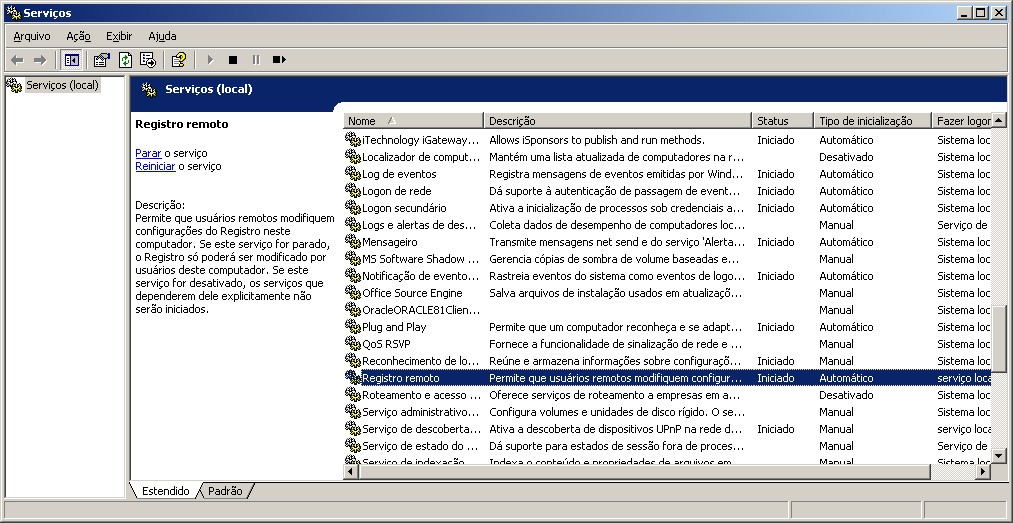 Serviços
Arquivo Ação Exibir Ajuda
Serviços (local)
Serviços (local)
Registro remoto
Parar o serviço
Reiniciar o serviço
Descrição:
Permite que usuários remotos modifiquem
configurações do Registro neste
computador. Se este serviço for parado,
o Registro só poderá ser modificado por
usuários deste computador. Se este
serviço for desativado, os serviços que
dependerem dele explicitamente não
serão iniciados.
Nome Descrição Status Tipo de inicialização Fazer logon
iTechnology iGateway... Allows iSponsors to publish and run methods. Iniciado Automático Sistema loc
Localizador de comput... Mantém uma lista atualizada de computadores na r... Desativado Sistema loc
Log de eventos Registra mensagens de eventos emitidas por Wind... Iniciado Automático Sistema loc
Logon de rede Dá suporte à autenticação de passagem de event... Iniciado Automático Sistema loc
Logon secundário Ativa a inicialização de processos sob credenciais a... Iniciado Automático Sistema loc
Logs e alertas de des... Coleta dados de desempenho de computadores loc... Manual Serviço de
Mensageiro Transmite mensagens net send e do serviço 'Alerta... Iniciado Automático Sistema loc
MS Software Shadow ... Gerencia cópias de sombra de volume baseadas e... Manual Sistema loc
Notificação de evento... Rastreia eventos do sistema como eventos de logo... Iniciado Automático Sistema loc
Office Source Engine Salva arquivos de instalação usados em atualizaçõ... Manual Sistema loc
OracleORACLE81Clien... Manual Sistema loc
Plug and Play Permite que um computador reconheça e se adapt... Iniciado Automático Sistema loc
QoS RSVP Fornece a funcionalidade de sinalização de rede e ... Manual Sistema loc
Reconhecimento de lo... Reúne e armazena informações sobre configuraçõ... Iniciado Manual Sistema loc
Registro remoto Permite que usuários remotos modifiquem configur... Iniciado Automático serviço loca
Roteamento e acesso ... Oferece serviços de roteamento a empresas em a... Desativado Sistema loc
Serviço administrativo... Configura volumes e unidades de disco rígido. O se... Manual Sistema loc
Serviço de descoberta... Ativa a descoberta de dispositivos UPnP na rede d... Iniciado Manual serviço loca
Serviço de estado do ... Dá suporte para estados de sessão fora de proces... Manual Serviço de
Serviço de indexação Indexa o conteúdo e propriedades de arquivos em Manual Sistema loc
Estendido Padrão